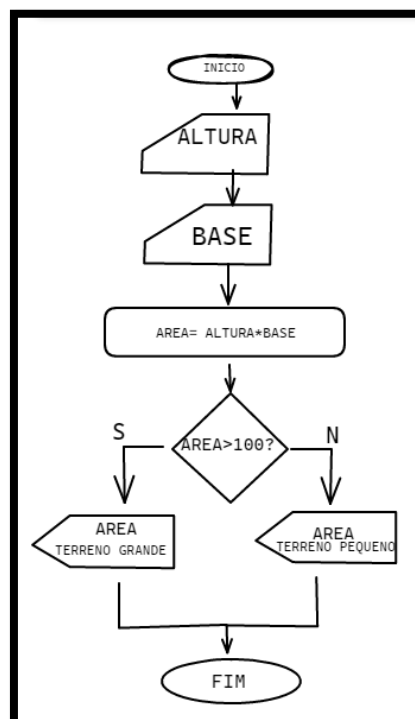 INICIO
ALTURA
BASE
AREA= ALTURA*BASE
S
AREA>100?
N
AREA
TERRENO GRANDE
AREA
TERRENO PEQUENO
FIM